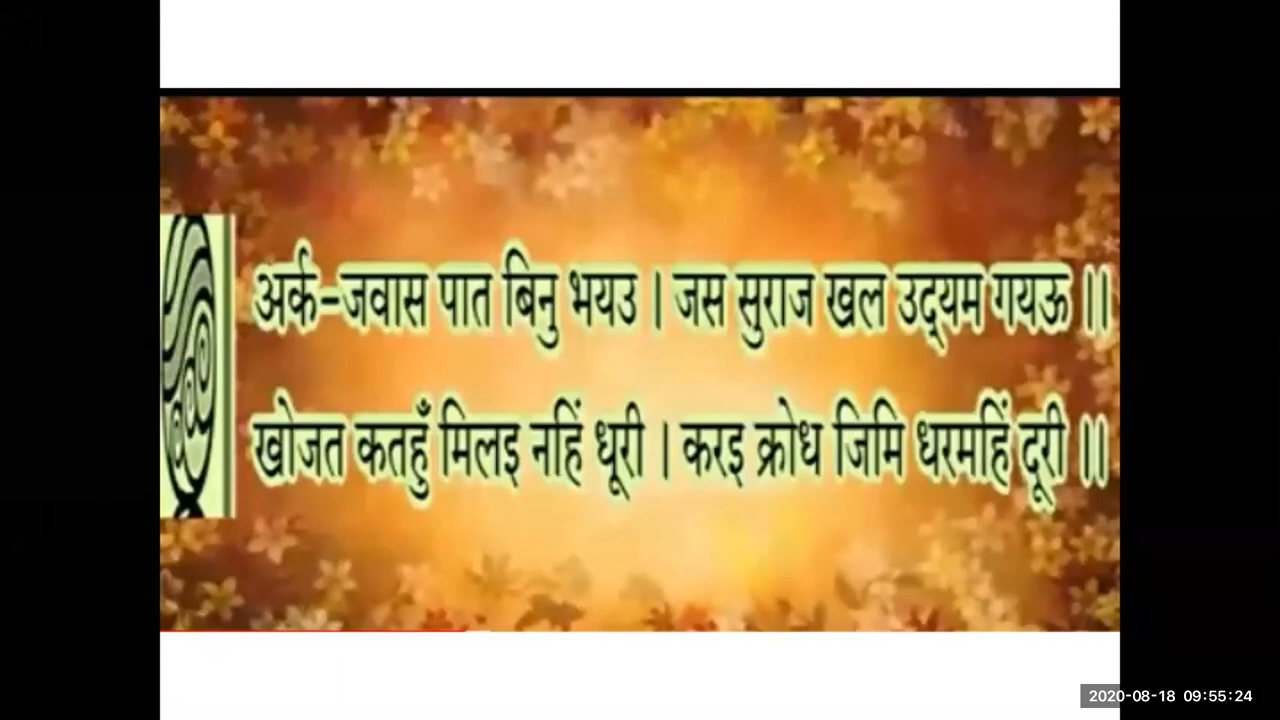 अर्क-जवास पात बिनु भयउ । जस सुराज खल उद्यम गयऊ ।।
खोजत कतहुँ मिलइ नहिं धूरी । करइ क्रोध जिमि धरमहिं दूरी ।।
2020-08-18 09:55:24